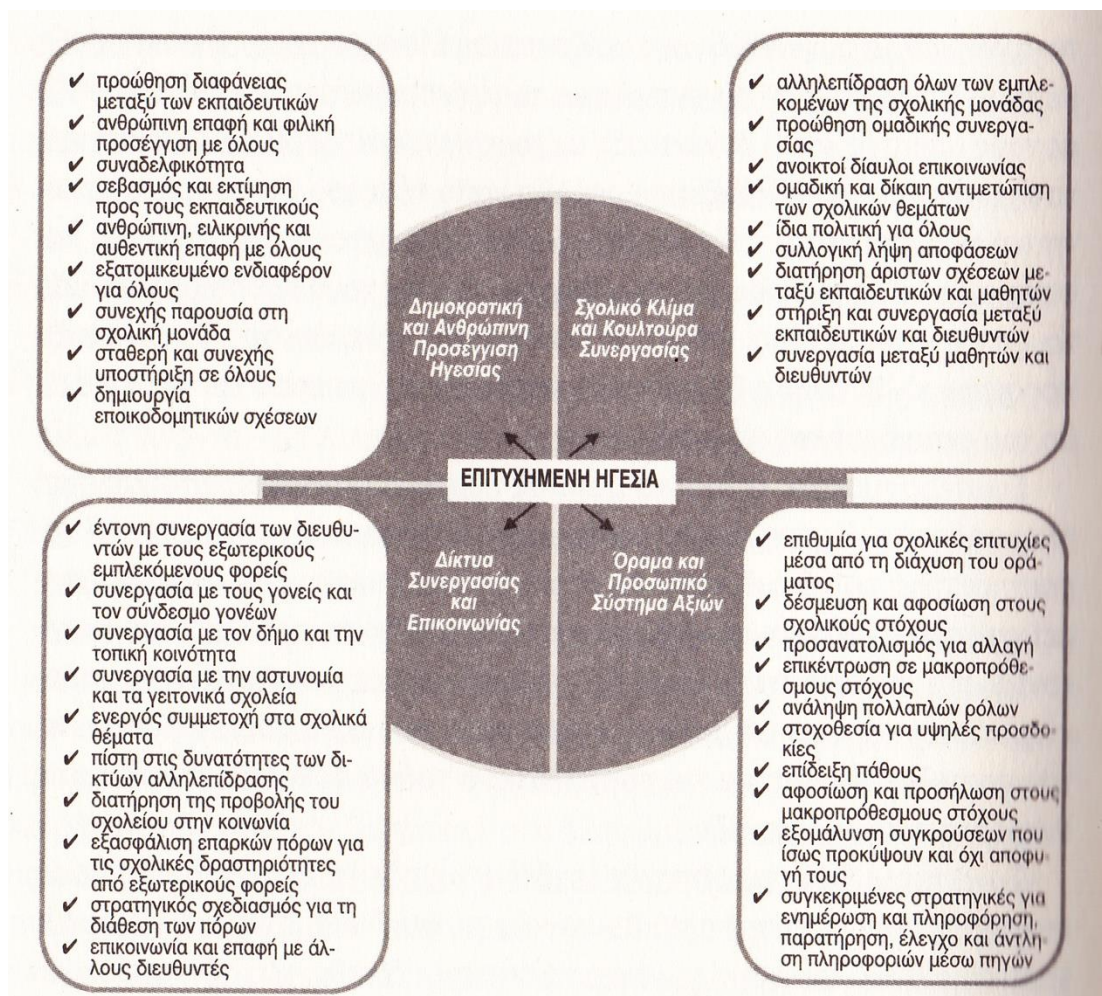 ✔ προώθηση διαφάνειας
μεταξύ των εκπαιδευτικών
✔ ανθρώπινη επαφή και φιλική
προσέγγιση με όλους
✔ συναδελφικότητα
✔ σεβασμός και εκτίμηση
προς τους εκπαιδευτικούς
✔ ανθρώπινη, ειλικρινής και
αυθεντική επαφή με όλους
✔ εξατομικευμένο ενδιαφέρον
για όλους
✔ συνεχής παρουσία στη
σχολική μονάδα
✔ σταθερή και συνεχής
υποστήριξη σε όλους
✔ δημιουργία
εποικοδομητικών σχέσεων
✔ αλληλεπίδραση όλων των εμπλε-
κομένων της σχολικής μονάδας
✔ προώθηση ομαδικής συνεργα-
σίας
✔ ανοικτοί δίαυλοι επικοινωνίας
✔ ομαδική και δίκαιη αντιμετώπιση
των σχολικών θεμάτων
✔ ίδια πολιτική για όλους
✔ συλλογική λήψη αποφάσεων
✔ διατήρηση άριστων σχέσεων με-
ταξύ εκπαιδευτικών και μαθητών
✔ στήριξη και συνεργασία μεταξύ
εκπαιδευτικών και διευθυντών
✔ συνεργασία μεταξύ μαθητών και
διευθυντών
Δημοκρατική
και Ανθρώπινη
Προσέγγιση
Ηγεσίας
Σχολικό Κλίμα
και Κουλτούρα
Συνεργασίας
ΕΠΙΤΥΧΗΜΕΝΗ ΗΓΕΣΙΑ
Δίκτυα
Συνεργασίας
και
Επικοινωνίας
Όραμα και
Προσωπικό
Σύστημα Αξιών
✔ έντονη συνεργασία των διευθυ-
ντών με τους εξωτερικούς
εμπλεκόμενους φορείς
✔ συνεργασία με τους γονείς και
τον σύνδεσμο γονέων
✔ συνεργασία με τον δήμο και την
τοπική κοινότητα
✔ συνεργασία με την αστυνομία
και τα γειτονικά σχολεία
✔ ενεργός συμμετοχή στα σχολικά
θέματα
✔ πίστη στις δυνατότητες των δι-
κτύων αλληλεπίδρασης
✔ διατήρηση της προβολής του
σχολείου στην κοινωνία
✔ εξασφάλιση επαρκών πόρων για
τις σχολικές δραστηριότητες
από εξωτερικούς φορείς
✔ στρατηγικός σχεδιασμός για τη
διάθεση των πόρων
✔ επικοινωνία και επαφή με άλ-
λους διευθυντές
✔ επιθυμία για σχολικές επιτυχίες
μέσα από τη διάχυση του ορά-
ματος
✔ δέσμευση και αφοσίωση στους
σχολικούς στόχους
✔ προσανατολισμός για αλλαγή
✔ επικέντρωση σε μακροπρόθε-
σμους στόχους
✔ ανάληψη πολλαπλών ρόλων
✔ στοχοθεσία για υψηλές προσδο-
κίες
✔ επίδειξη πάθους
✔ αφοσίωση και προσήλωση στους
μακροπρόθεσμους στόχους
✔ εξομάλυνση συγκρούσεων που
ίσως προκύψουν και όχι αποφυ-
γή τους
✔ συγκεκριμένες στρατηγικές για
ενημέρωση και πληροφόρηση,
παρατήρηση, έλεγχο και άντλη-
ση πληροφοριών μέσω πηγών